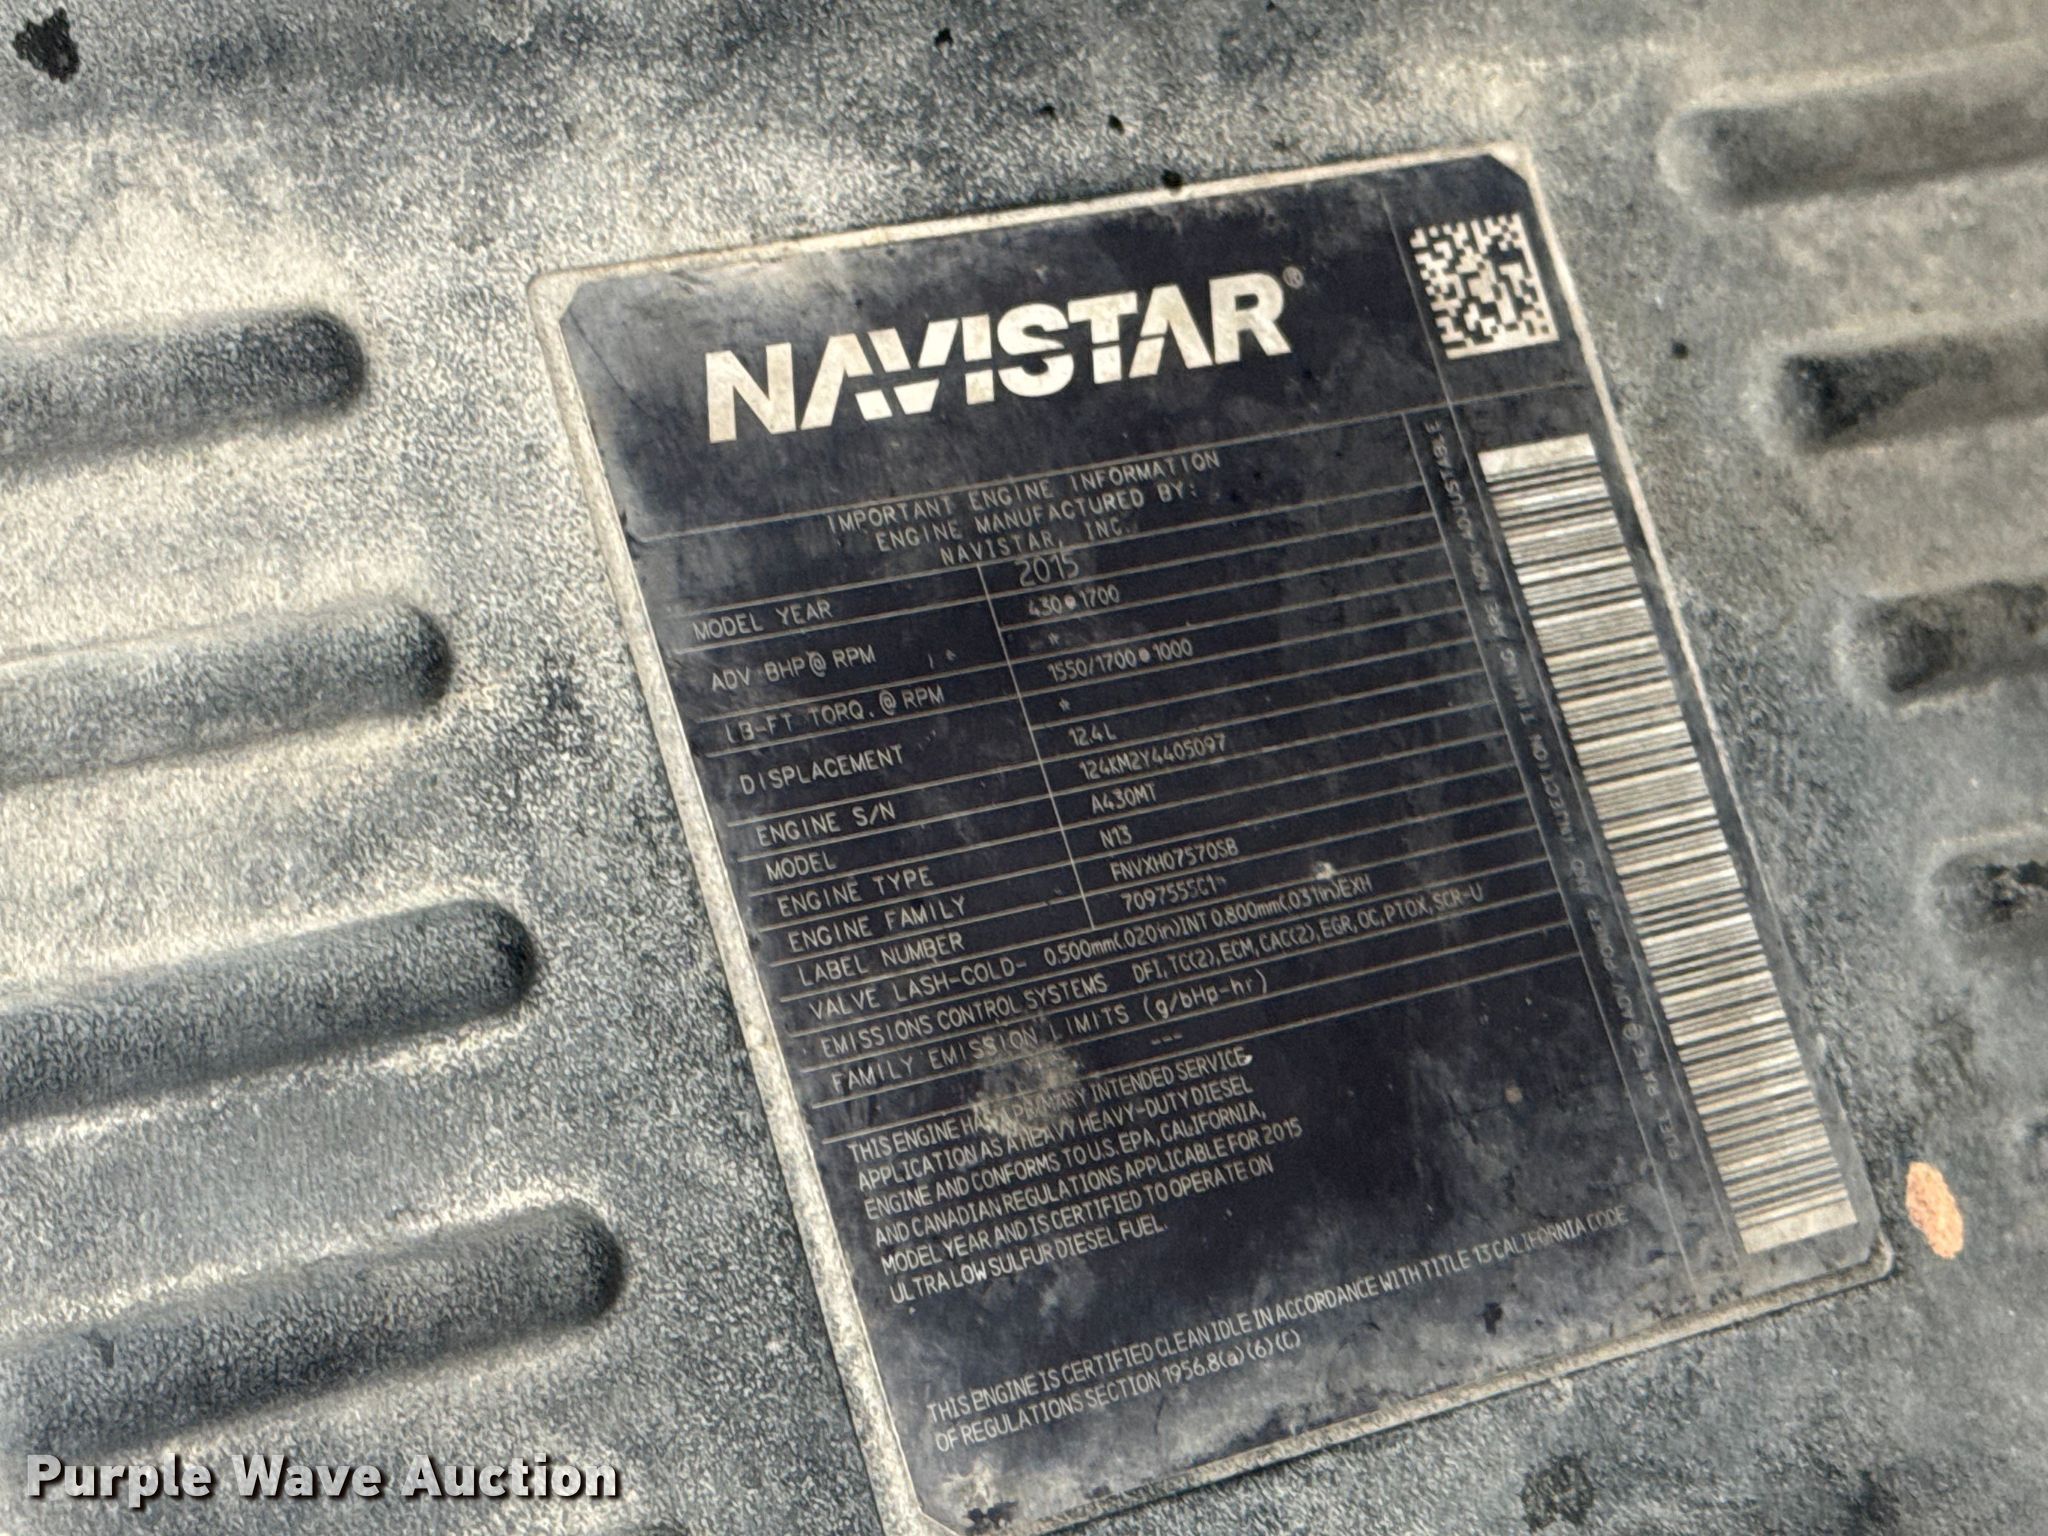 NAVISTAR®
IMPORTANT ENGINE INFORMATION
ENGINE MANUFACTURED BY:
NAVISTAR, INC.
MODEL YEAR 2015
ADV BHP@RPM 430@1700
*
LB-FT TORQ.@RPM 1550/1700@1000
*
DISPLACEMENT 12.4L
ENGINE S/N 124KM2Y4405097
MODEL A430MT
ENGINE TYPE N13
ENGINE FAMILY FNVXH0757OSB
LABEL NUMBER 7097555C1
VALVE LASH-COLD- 0.500mm(.020in)INT 0.800mm(.031in)EXH
EMISSIONS CONTROL SYSTEMS DFI,TC(2),ECM,CAC(2),EGR,OC,PTOX,SCR-U
FAMILY EMISSION LIMITS (g/bHp-hr)
---
THIS ENGINE HAS A PRIMARY INTENDED SERVICE
APPLICATION AS A HEAVY HEAVY-DUTY DIESEL
ENGINE AND CONFORMS TO U.S. EPA, CALIFORNIA,
AND CANADIAN REGULATIONS APPLICABLE FOR 2015
MODEL YEAR AND IS CERTIFIED TO OPERATE ON
ULTRA LOW SULFUR DIESEL FUEL.
THIS ENGINE IS CERTIFIED CLEAN IDLE IN ACCORDANCE WITH TITLE 13 CALIFORNIA CODE
OF REGULATIONS SECTION 1956.8(a)(6)(C)
FUEL RATE@ADV.
INJECTION TIMING
Purple Wave Auction